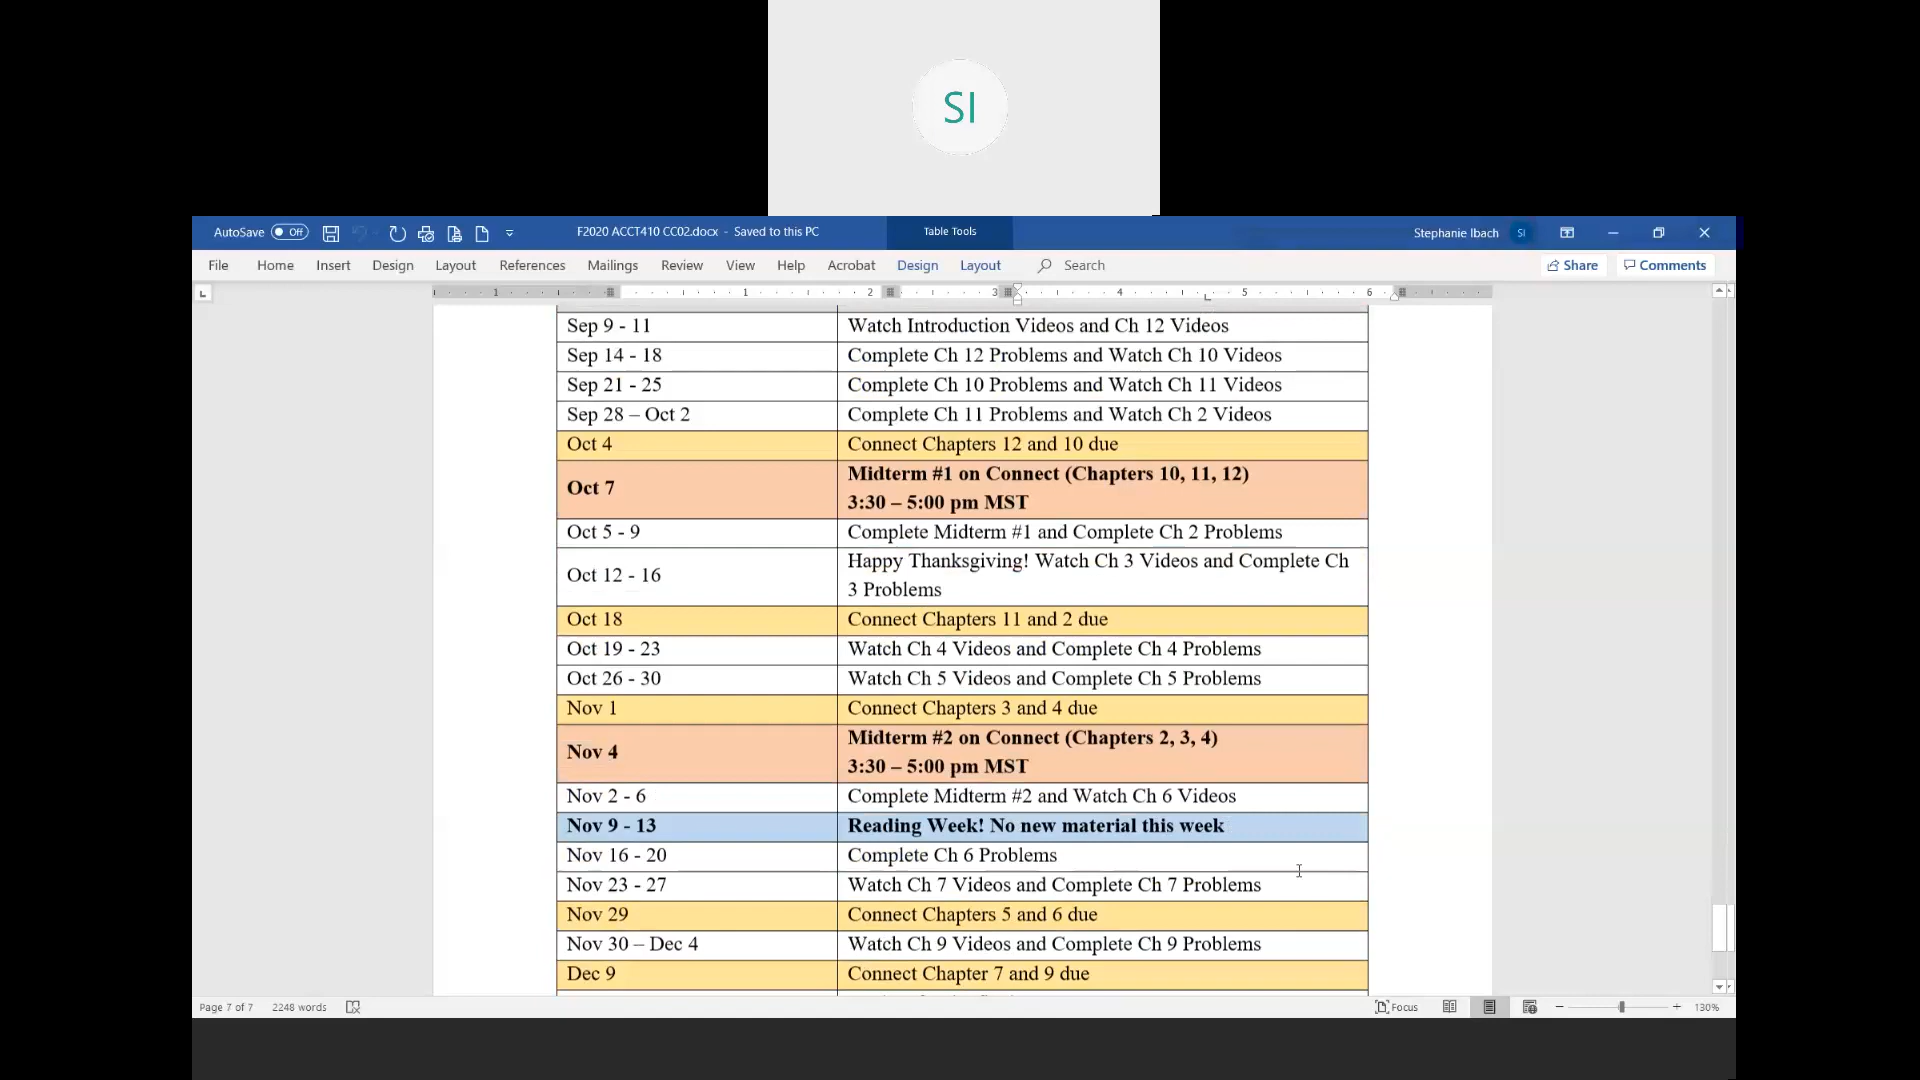 SI
AutoSave Off
F2020 ACCT410 CC02.docx - Saved to this PC
Table Tools
Stephanie Ibach SI
File Home Insert Design Layout References Mailings Review View Help Acrobat Design Layout Search Share Comments
1 1 2 3 4 5 6
Sep 9 - 11 Watch Introduction Videos and Ch 12 Videos
Sep 14 - 18 Complete Ch 12 Problems and Watch Ch 10 Videos
Sep 21 - 25 Complete Ch 10 Problems and Watch Ch 11 Videos
Sep 28 – Oct 2 Complete Ch 11 Problems and Watch Ch 2 Videos
Oct 4 Connect Chapters 12 and 10 due
Oct 7 Midterm #1 on Connect (Chapters 10, 11, 12)
3:30 – 5:00 pm MST
Oct 5 - 9 Complete Midterm #1 and Complete Ch 2 Problems
Oct 12 - 16 Happy Thanksgiving! Watch Ch 3 Videos and Complete Ch
3 Problems
Oct 18 Connect Chapters 11 and 2 due
Oct 19 - 23 Watch Ch 4 Videos and Complete Ch 4 Problems
Oct 26 - 30 Watch Ch 5 Videos and Complete Ch 5 Problems
Nov 1 Connect Chapters 3 and 4 due
Nov 4 Midterm #2 on Connect (Chapters 2, 3, 4)
3:30 – 5:00 pm MST
Nov 2 - 6 Complete Midterm #2 and Watch Ch 6 Videos
Nov 9 - 13 Reading Week! No new material this week
Nov 16 - 20 Complete Ch 6 Problems
Nov 23 - 27 Watch Ch 7 Videos and Complete Ch 7 Problems
Nov 29 Connect Chapters 5 and 6 due
Nov 30 – Dec 4 Watch Ch 9 Videos and Complete Ch 9 Problems
Dec 9 Connect Chapter 7 and 9 due
Page 7 of 7 2248 words Focus 130%